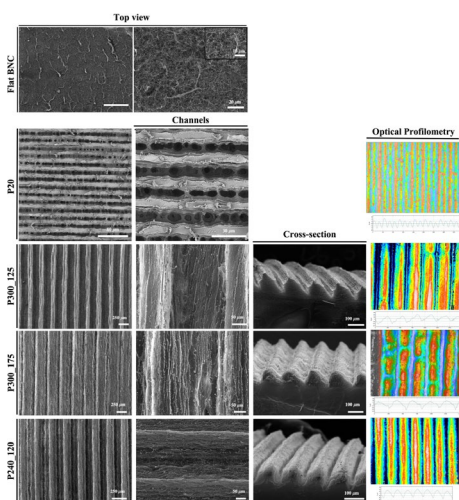 Top view
Flat BNC
20 μm
Channels
Optical Profilometry
P20
Cross-section
P300_125
200 μm
50 μm
100 μm
P300_175
200 μm
50 μm
100 μm
P240_120
250 μm
50 μm
100 μm